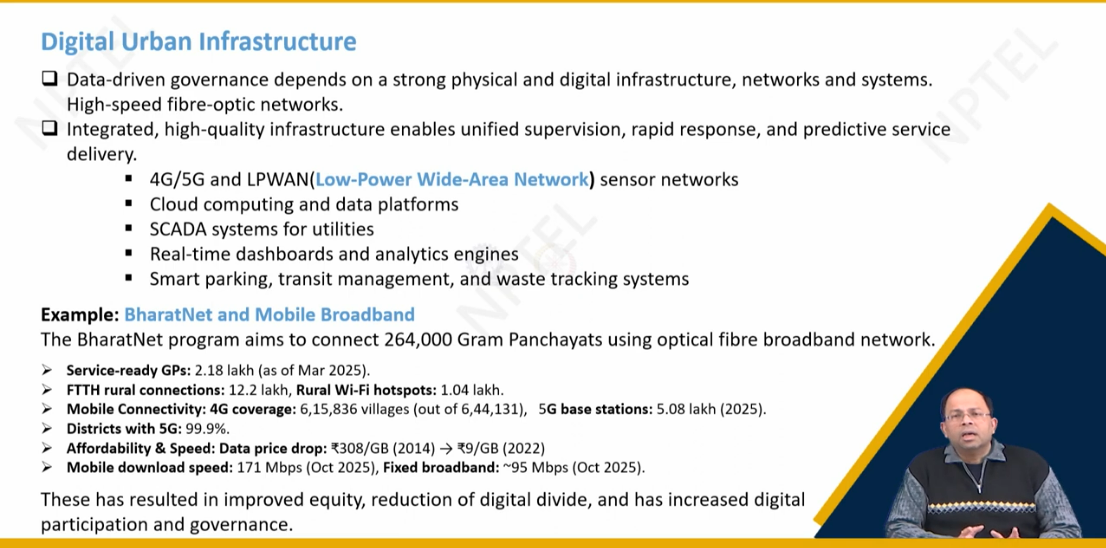 Digital Urban Infrastructure
❑ Data-driven governance depends on a strong physical and digital infrastructure, networks and systems.
High-speed fibre-optic networks.
❑ Integrated, high-quality infrastructure enables unified supervision, rapid response, and predictive service
delivery.
▪ 4G/5G and LPWAN(Low-Power Wide-Area Network) sensor networks
▪ Cloud computing and data platforms
▪ SCADA systems for utilities
▪ Real-time dashboards and analytics engines
▪ Smart parking, transit management, and waste tracking systems
Example: BharatNet and Mobile Broadband
The BharatNet program aims to connect 264,000 Gram Panchayats using optical fibre broadband network.
➢ Service-ready GPs: 2.18 lakh (as of Mar 2025).
➢ FTTH rural connections: 12.2 lakh, Rural Wi-Fi hotspots: 1.04 lakh.
➢ Mobile Connectivity: 4G coverage: 6,15,836 villages (out of 6,44,131), 5G base stations: 5.08 lakh (2025).
➢ Districts with 5G: 99.9%.
➢ Affordability & Speed: Data price drop: ₹308/GB (2014) → ₹9/GB (2022)
➢ Mobile download speed: 171 Mbps (Oct 2025), Fixed broadband: ~95 Mbps (Oct 2025).
These has resulted in improved equity, reduction of digital divide, and has increased digital
participation and governance.
NPTEL
NPTEL
NPTEL